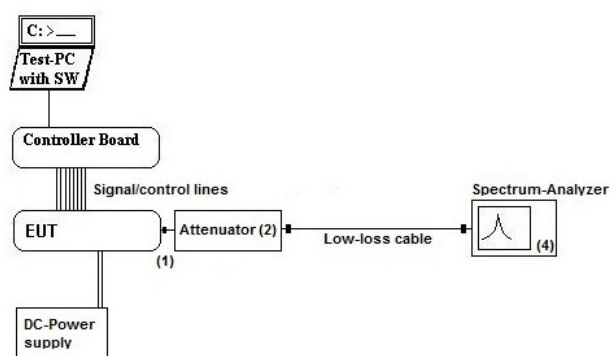 C: >__
Test-PC
with SW
Controller Board
Signal/control lines
Spectrum-Analyzer
EUT
Attenuator (2)
Low-loss cable
(4)
(1)
DC-Power
supply